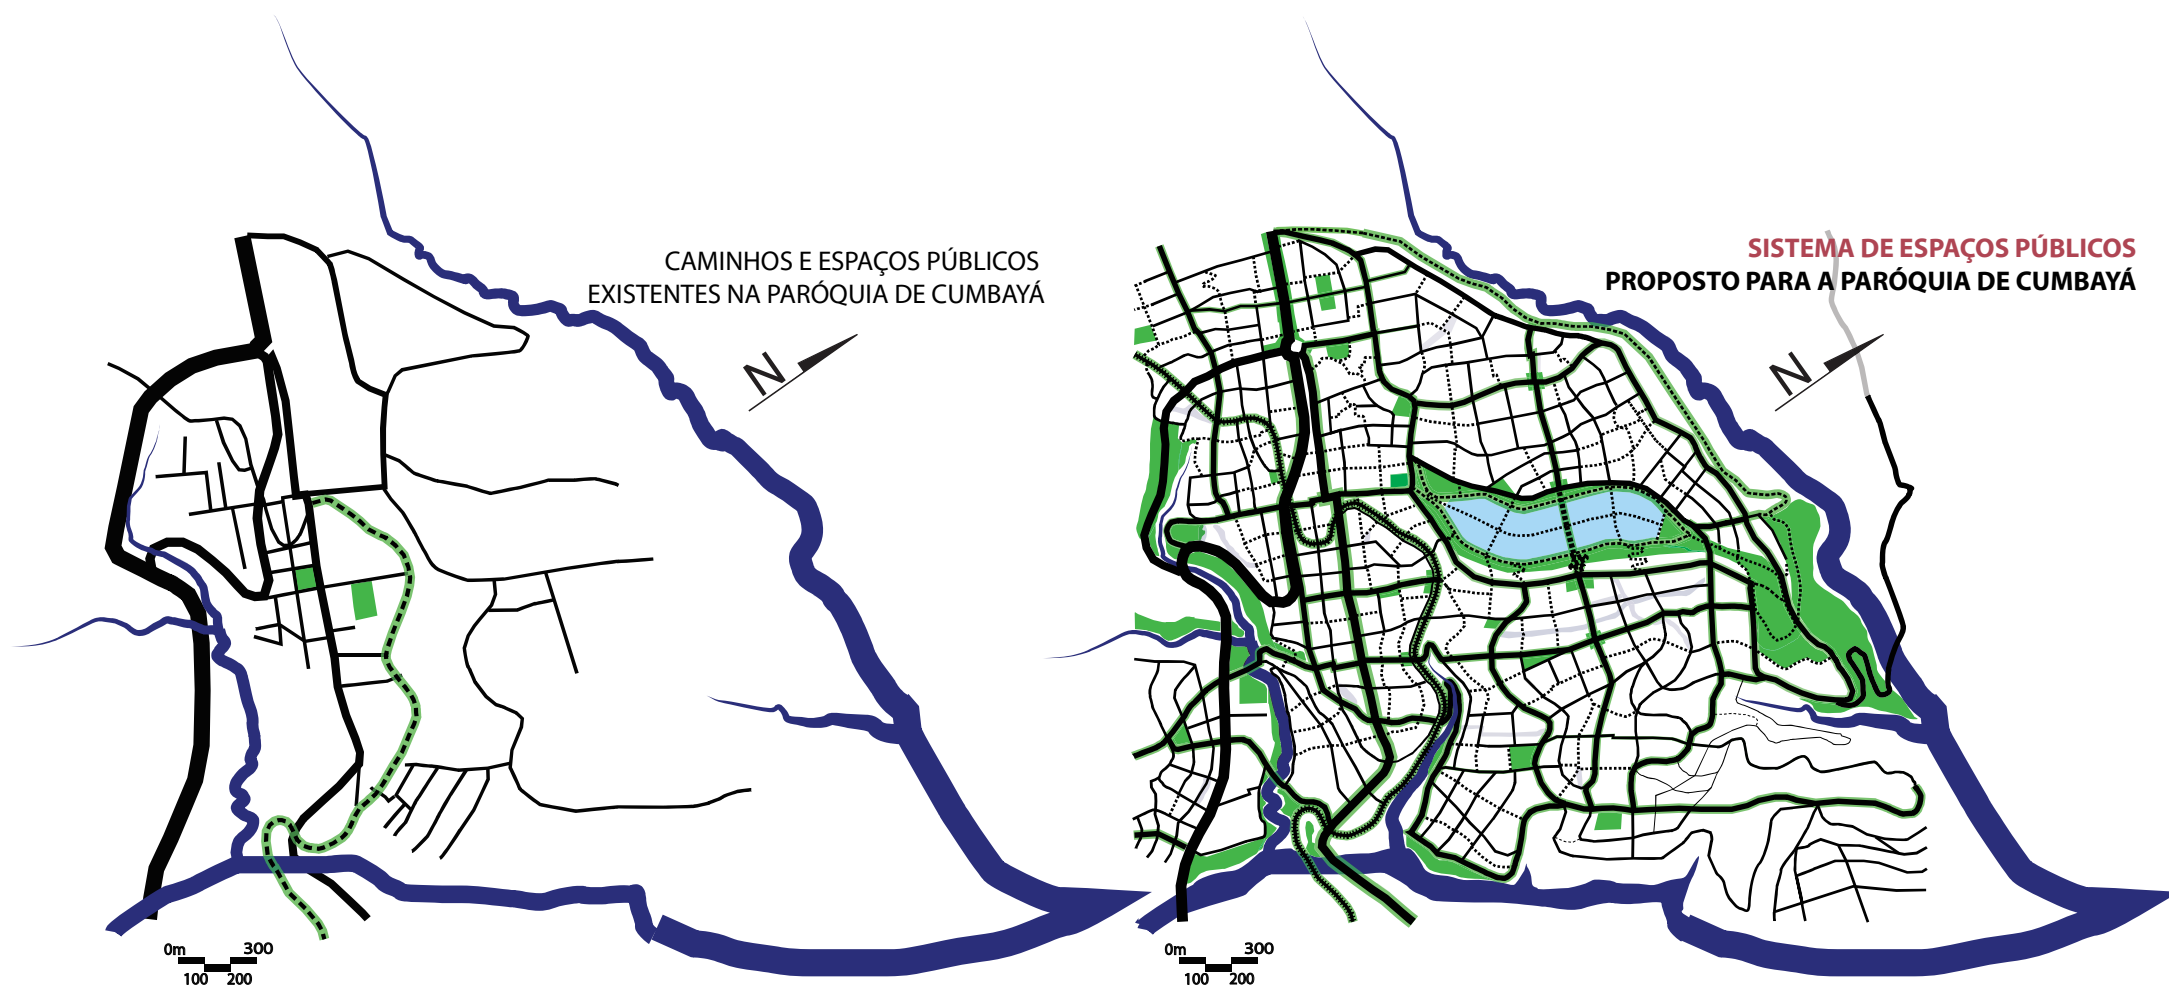 CAMINHOS E ESPAÇOS PÚBLICOS
EXISTENTES NA PARÓQUIA DE CUMBAYÁ
N
0m 300
100 200
SISTEMA DE ESPAÇOS PÚBLICOS
PROPOSTO PARA A PARÓQUIA DE CUMBAYÁ
N
0m 300
100 200